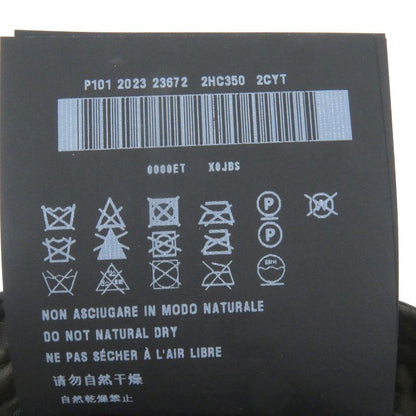 P101 2023 23672 2HC350 2CYT
0000ET X0JBS
P W
P
NON ASCIUGARE IN MODO NATURALE
DO NOT NATURAL DRY
NE PAS SÉCHER À L'AIR LIBRE
请勿自然干燥
自然乾燥禁止